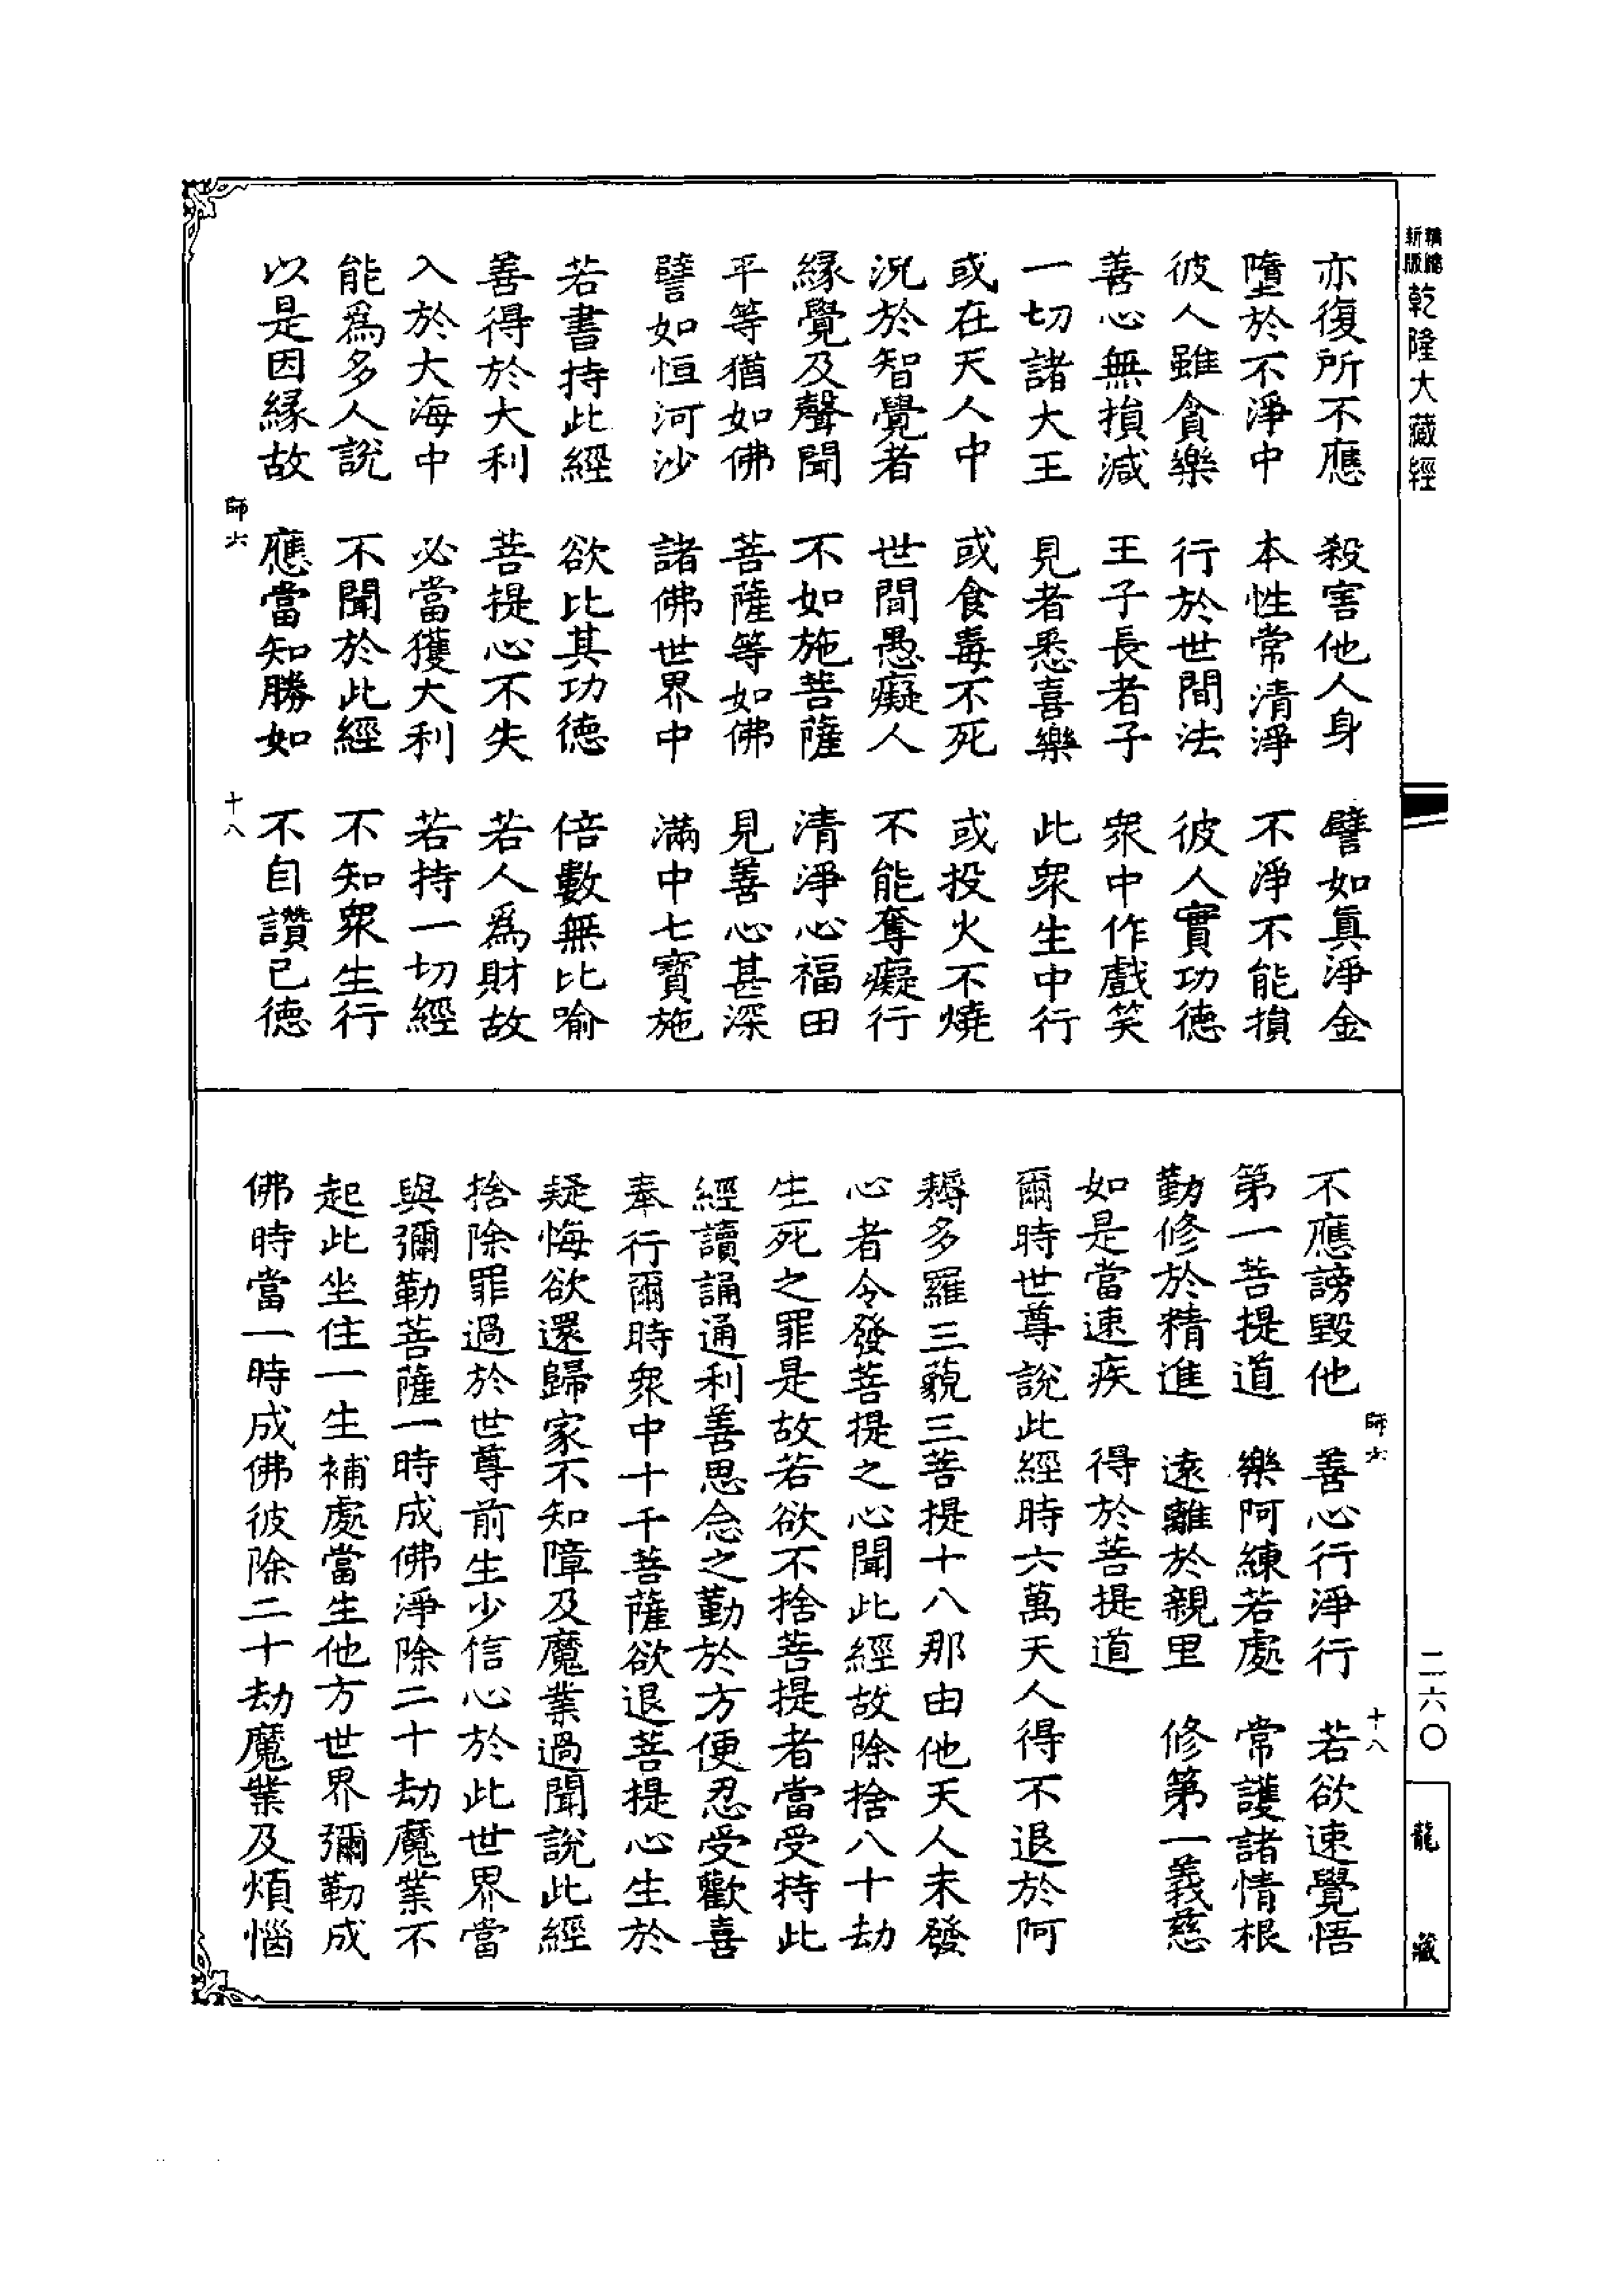 精縮新版乾隆大藏經
亦復所不應　殺害他人身　譬如眞淨金
墮於不淨中　本性常清淨　不淨不能損
彼人雖貪樂　行於世間法　彼人實功德
善心無損減　王子長者子　衆中作戲笑
一切諸大王　見者悉喜樂　此衆生中行
或在天人中　或食毒不死　或投火不燒
況於智覺者　世間愚癡人　不能奪癡行
緣覺及聲聞　不如施菩薩　清淨心福田
平等猶如佛　菩薩等如佛　見善心甚深
譬如恒河沙　諸佛世界中　滿中七寶施
若書持此經　欲比其功德　倍數無比喻
善得於大利　菩提心不失　若人爲財故
入於大海中　必當獲大利　若持一切經
能爲多人說　不聞於此經　不知衆生行
以是因緣故　應當知勝如　不自讚己德
師六　十八
師六　十八
不應謗毀他　善心行淨行　若欲速覺悟
第一菩提道　樂阿練若處　常護諸情根
勤修於精進　遠離於親里　修第一義慈
如是當速疾　得於菩提道
爾時世尊說此經時六萬天人得不退於阿
耨多羅三藐三菩提十八那由他天人未發
心者令發菩提之心聞此經故除捨八十劫
生死之罪是故若欲不捨菩提者當受持此
經讀誦通利善思念之勤於方便忍受歡喜
奉行爾時衆中十千菩薩欲退菩提心生於
疑悔欲還歸家不知障及魔業過聞說此經
捨除罪過於世尊前生少信心於此世界當
與彌勒菩薩一時成佛淨除二十劫魔業不
起此坐住一生補處當生他方世界彌勒成
佛時當一時成佛彼除二十劫魔業及煩惱
二六〇
龍藏